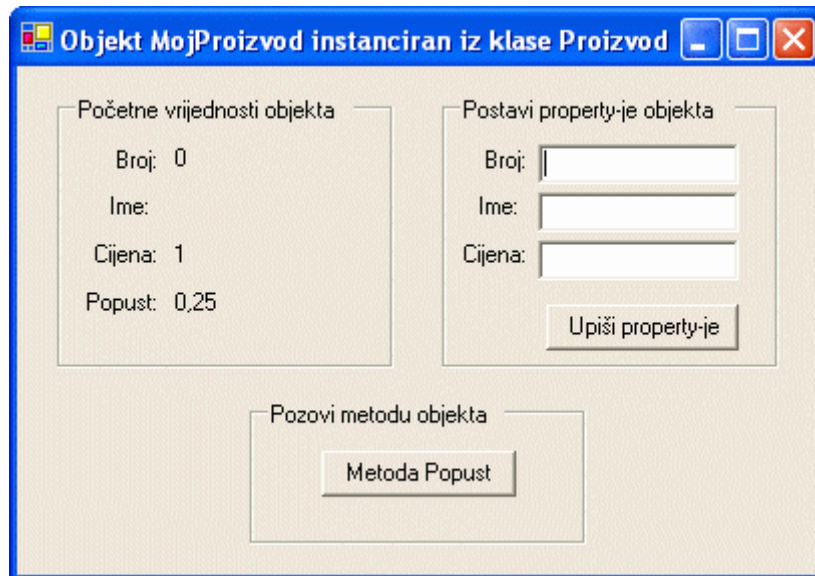 Objekt MojProizvod instanciran iz klase Proizvod
Početne vrijednosti objekta
Broj: 0
Ime:
Cijena: 1
Popust: 0,25
Postavi property-je objekta
Broj:
Ime:
Cijena:
Upiši property-je
Pozovi metodu objekta
Metoda Popust